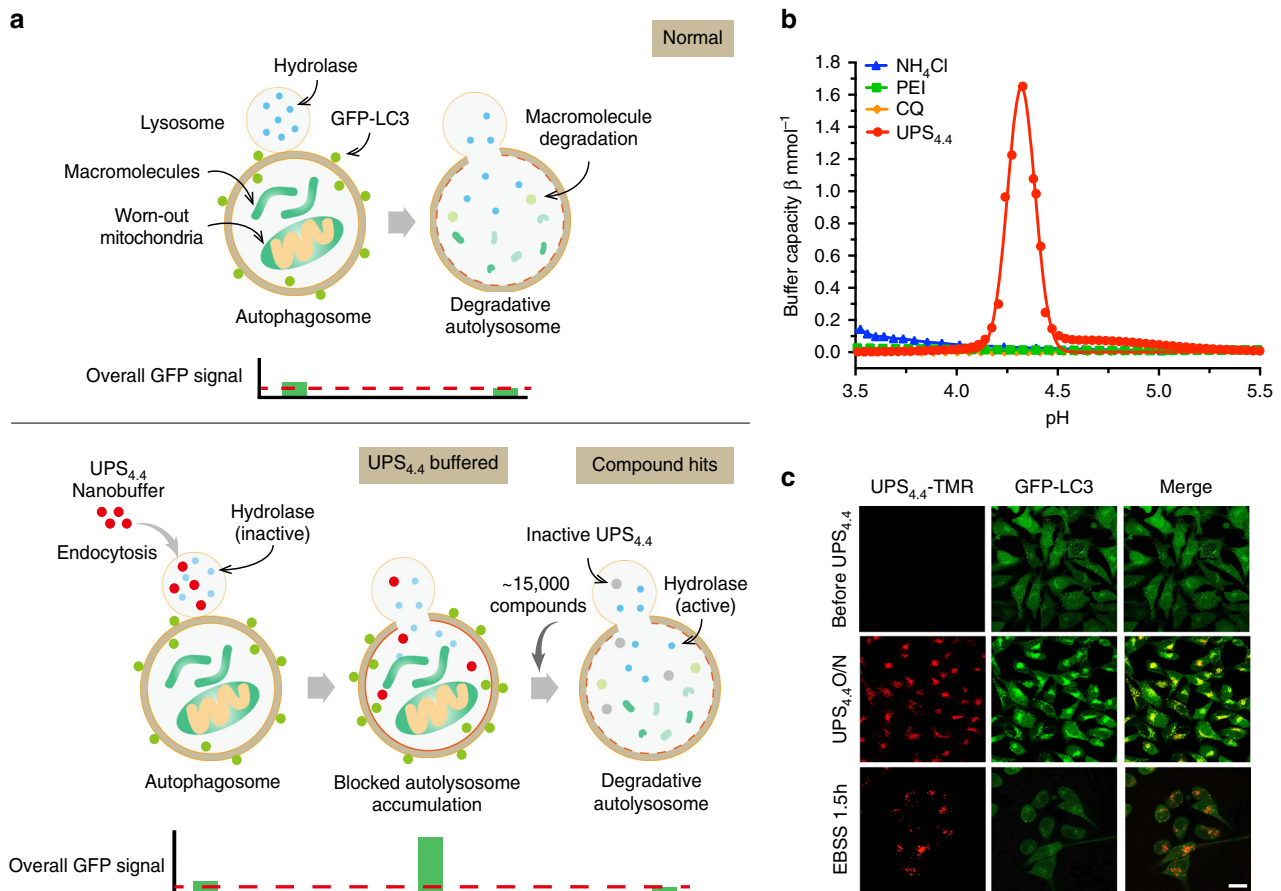 a
Normal
Hydrolase
Lysosome
GFP-LC3
Macromolecules
Worn-out
mitochondria
Macromolecule
degradation
Autophagosome
Degradative
autolysosome
Overall GFP signal
UPS4.4
Nanobuffer
Endocytosis
Hydrolase
(inactive)
UPS4.4 buffered
Compound hits
Inactive UPS4.4
~15,000
compounds
Hydrolase
(active)
Autophagosome
Blocked autolysosome
accumulation
Degradative
autolysosome
Overall GFP signal
b
Buffer capacity β mmol⁻¹
1.8
1.6
1.4
1.2
1.0
0.8
0.6
0.4
0.2
0.0
NH4Cl
PEI
CQ
UPS4.4
3.5 4.0 4.5 5.0 5.5
pH
c
UPS4.4-TMR GFP-LC3 Merge
Before UPS4.4
UPS4.4 O/N
EBSS 1.5h